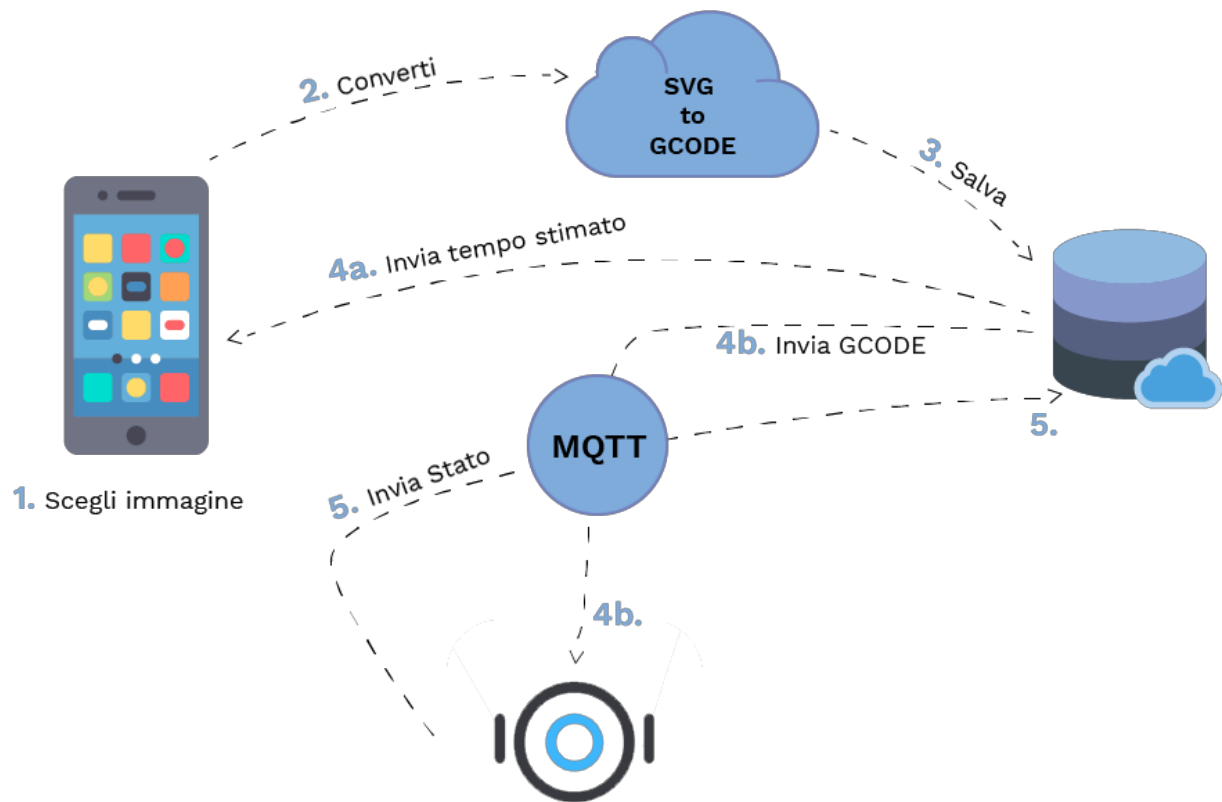 2. Converti
SVG
to
GCODE
3. Salva
4a. Invia tempo stimato
4b. Invia GCODE
5.
MQTT
5. Invia Stato
1. Scegli immagine
4b.